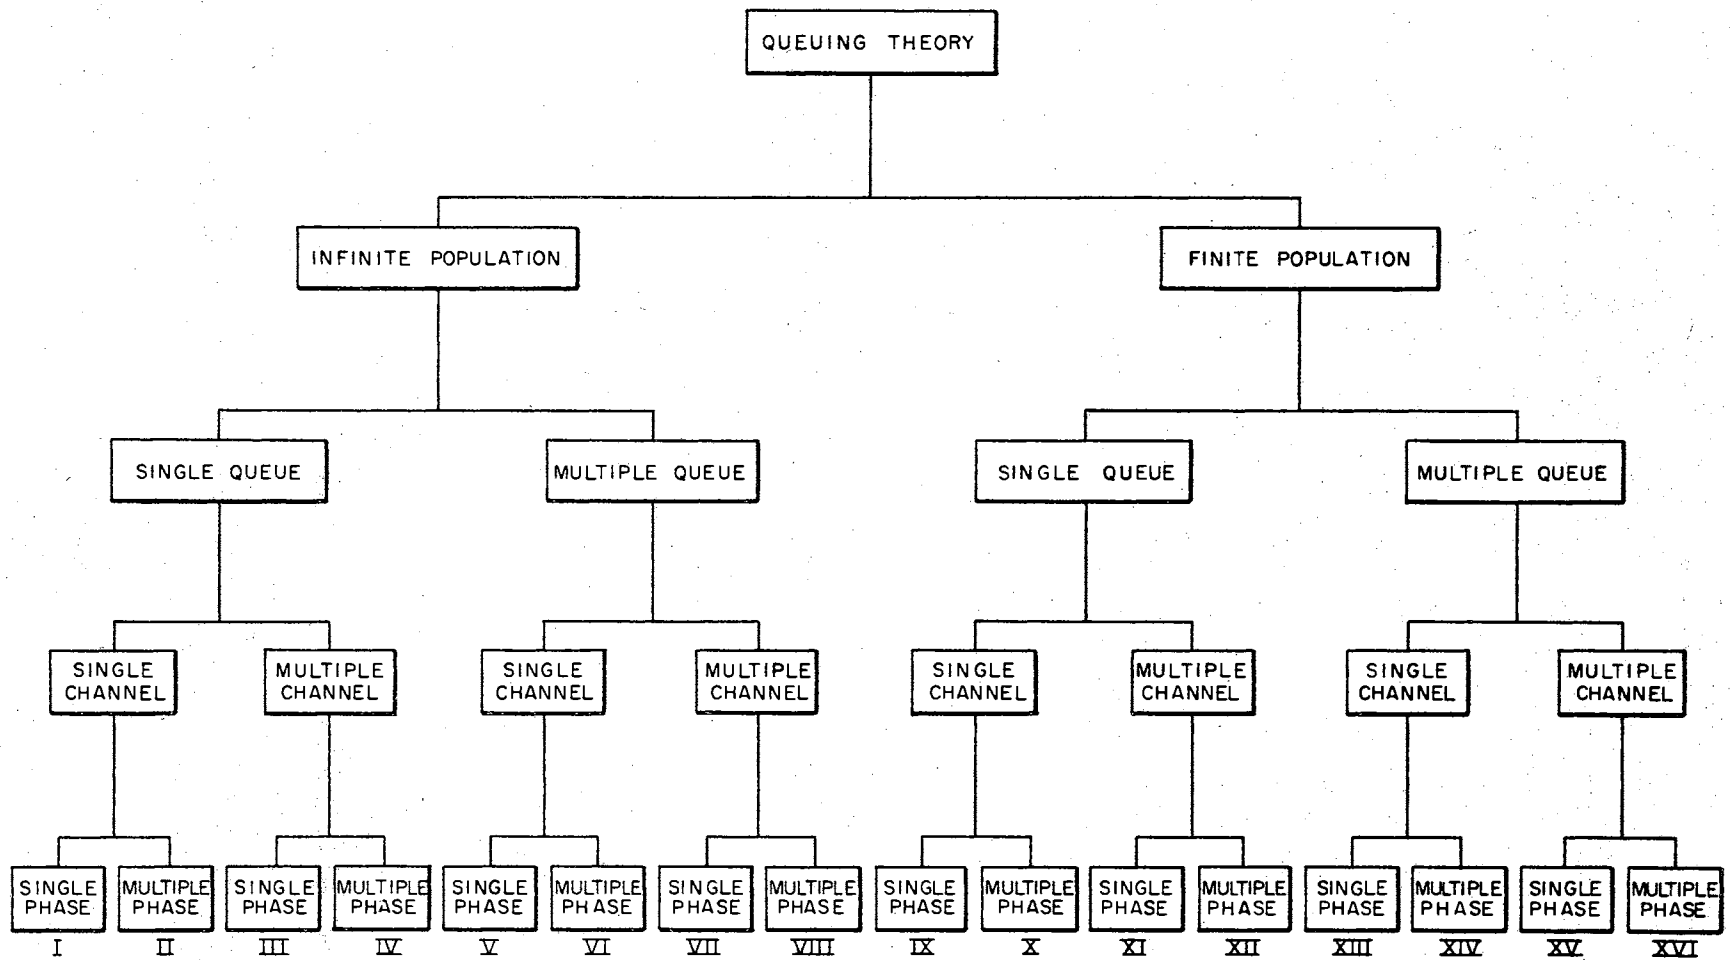 QUEUING THEORY
INFINITE POPULATION
FINITE POPULATION
SINGLE QUEUE
MULTIPLE QUEUE
SINGLE QUEUE
MULTIPLE QUEUE
SINGLE
CHANNEL
MULTIPLE
CHANNEL
SINGLE
CHANNEL
MULTIPLE
CHANNEL
SINGLE
CHANNEL
MULTIPLE
CHANNEL
SINGLE
CHANNEL
MULTIPLE
CHANNEL
SINGLE
PHASE
I
MULTIPLE
PHASE
II
SINGLE
PHASE
III
MULTIPLE
PHASE
IV
SINGLE
PHASE
V
MULTIPLE
PHASE
VI
SINGLE
PHASE
VII
MULTIPLE
PHASE
VIII
SINGLE
PHASE
IX
MULTIPLE
PHASE
X
SINGLE
PHASE
XI
MULTIPLE
PHASE
XII
SINGLE
PHASE
XIII
MULTIPLE
PHASE
XIV
SINGLE
PHASE
XV
MULTIPLE
PHASE
XVI